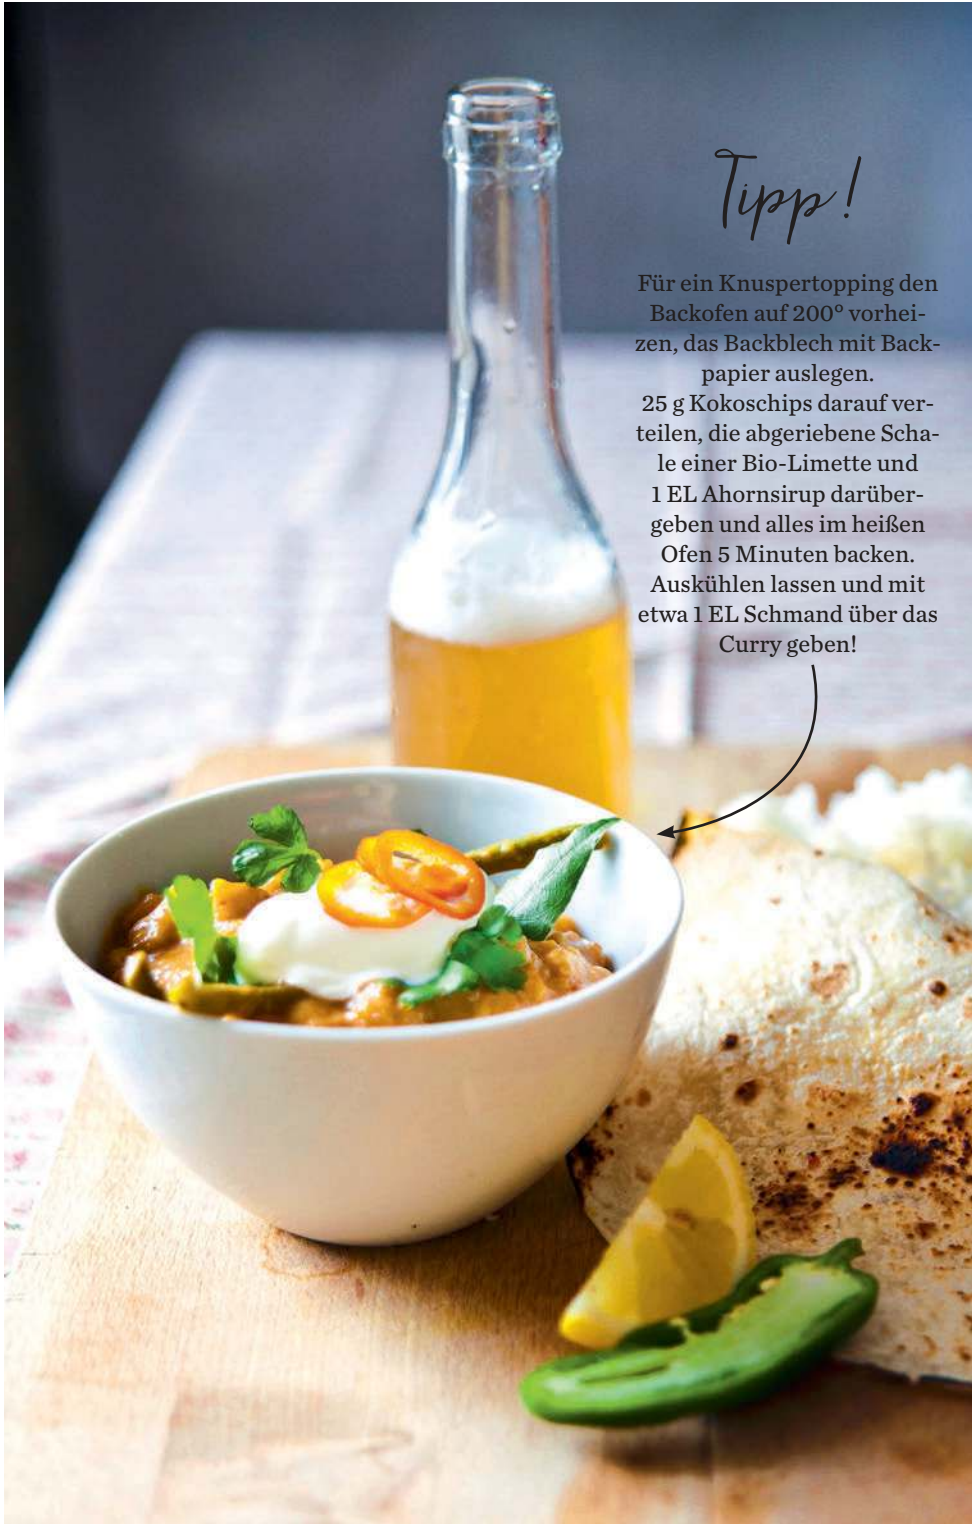 Tipp!
Für ein Knuspertopping den
Backofen auf 200° vorhei-
zen, das Backblech mit Back-
papier auslegen.
25 g Kokoschips darauf ver-
teilen, die abgeriebene Scha-
le einer Bio-Limette und
1 EL Ahornsirup darüber-
geben und alles im heißen
Ofen 5 Minuten backen.
Auskühlen lassen und mit
etwa 1 EL Schmand über das
Curry geben!